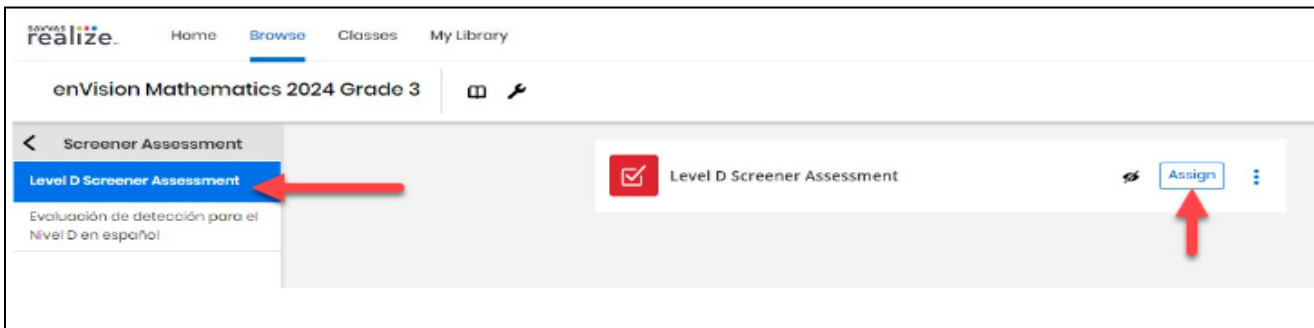 savvas
realize. Home Browse Classes My Library
enVision Mathematics 2024 Grade 3
Screener Assessment
Level D Screener Assessment
Level D Screener Assessment Assign
Evaluación de detección para el
Nivel D en español